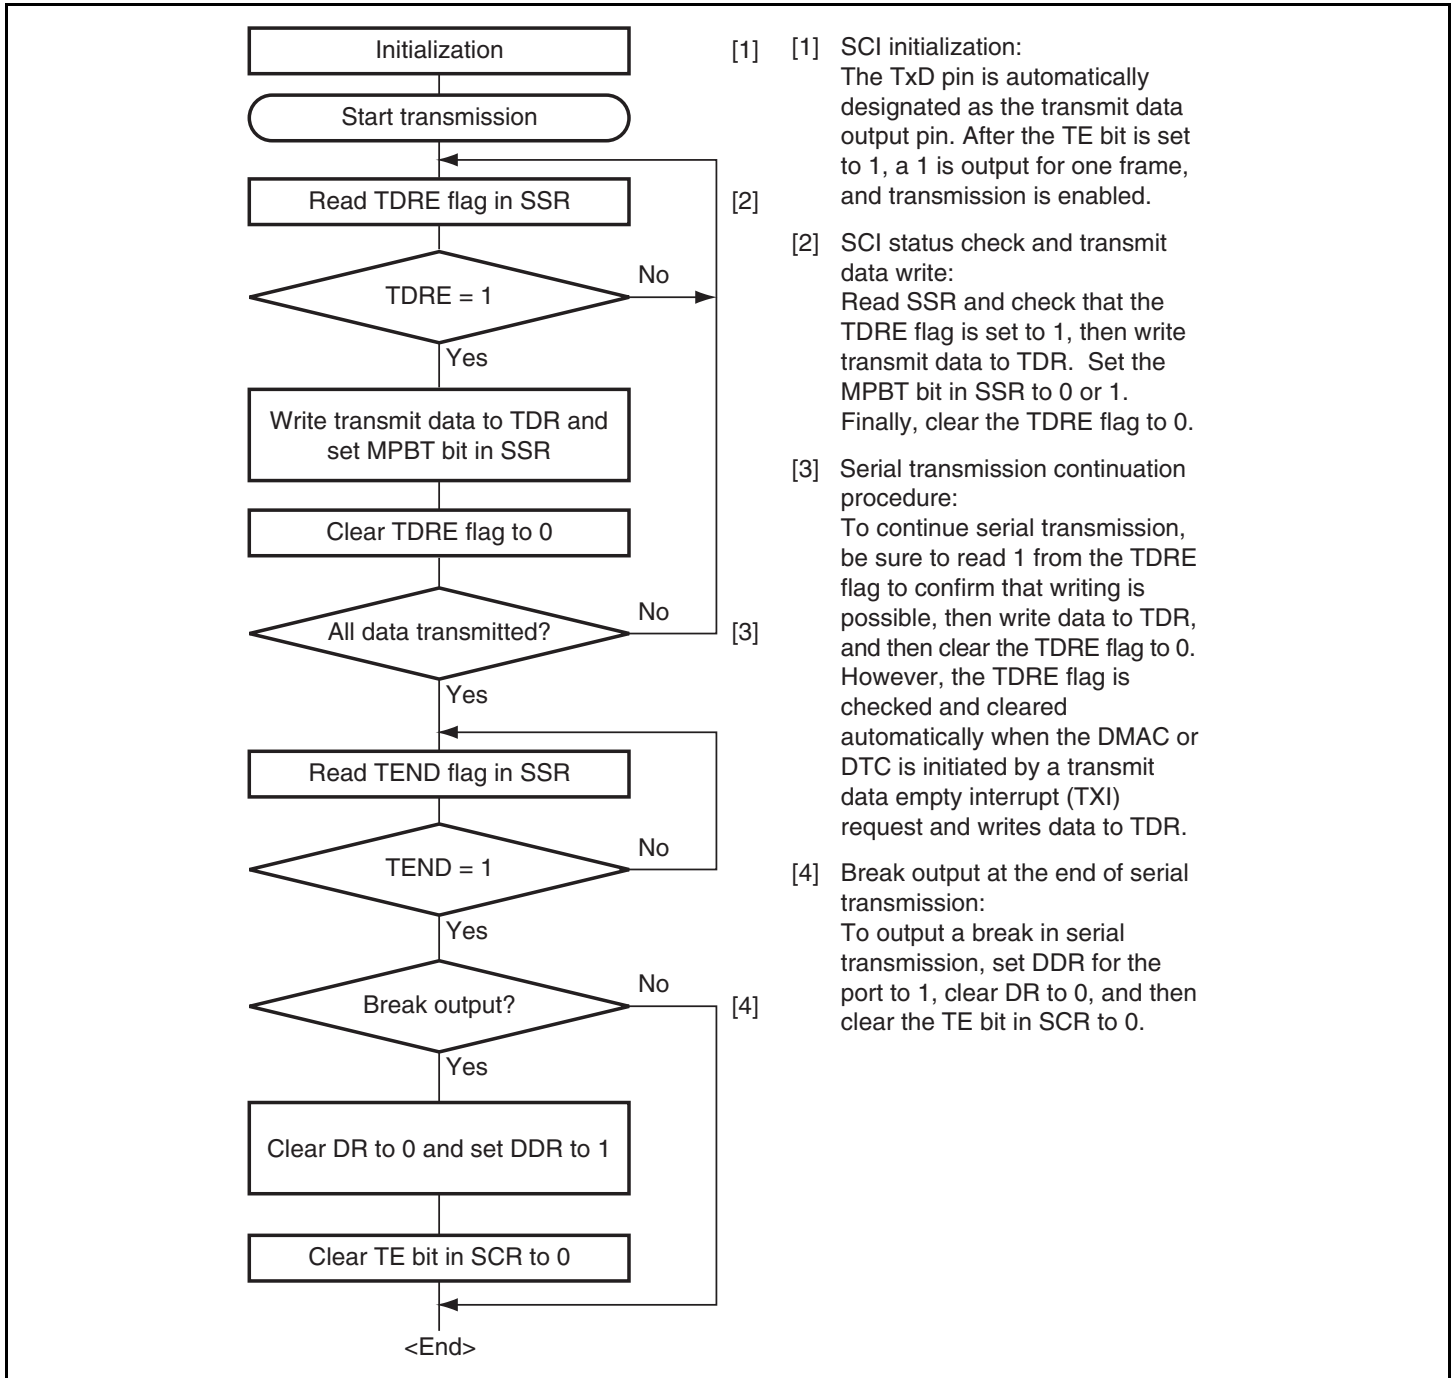 Initialization
[1]
Start transmission
Read TDRE flag in SSR
[2]
No
TDRE = 1
Yes
Write transmit data to TDR and
set MPBT bit in SSR
Clear TDRE flag to 0
No
All data transmitted?
[3]
Yes
Read TEND flag in SSR
No
TEND = 1
Yes
No
Break output?
[4]
Yes
Clear DR to 0 and set DDR to 1
Clear TE bit in SCR to 0
<End>
[1] SCI initialization:
The TxD pin is automatically
designated as the transmit data
output pin. After the TE bit is set
to 1, a 1 is output for one frame,
and transmission is enabled.
[2] SCI status check and transmit
data write:
Read SSR and check that the
TDRE flag is set to 1, then write
transmit data to TDR. Set the
MPBT bit in SSR to 0 or 1.
Finally, clear the TDRE flag to 0.
[3] Serial transmission continuation
procedure:
To continue serial transmission,
be sure to read 1 from the TDRE
flag to confirm that writing is
possible, then write data to TDR,
and then clear the TDRE flag to 0.
However, the TDRE flag is
checked and cleared
automatically when the DMAC or
DTC is initiated by a transmit
data empty interrupt (TXI)
request and writes data to TDR.
[4] Break output at the end of serial
transmission:
To output a break in serial
transmission, set DDR for the
port to 1, clear DR to 0, and then
clear the TE bit in SCR to 0.